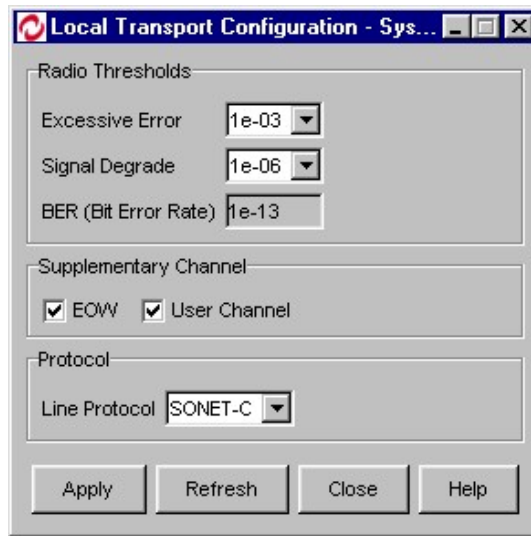 Local Transport Configuration - Sys...
Radio Thresholds
Excessive Error 1e-03
Signal Degrade 1e-06
BER (Bit Error Rate) 1e-13
Supplementary Channel
EOW User Channel
Protocol
Line Protocol SONET-C
Apply Refresh Close Help